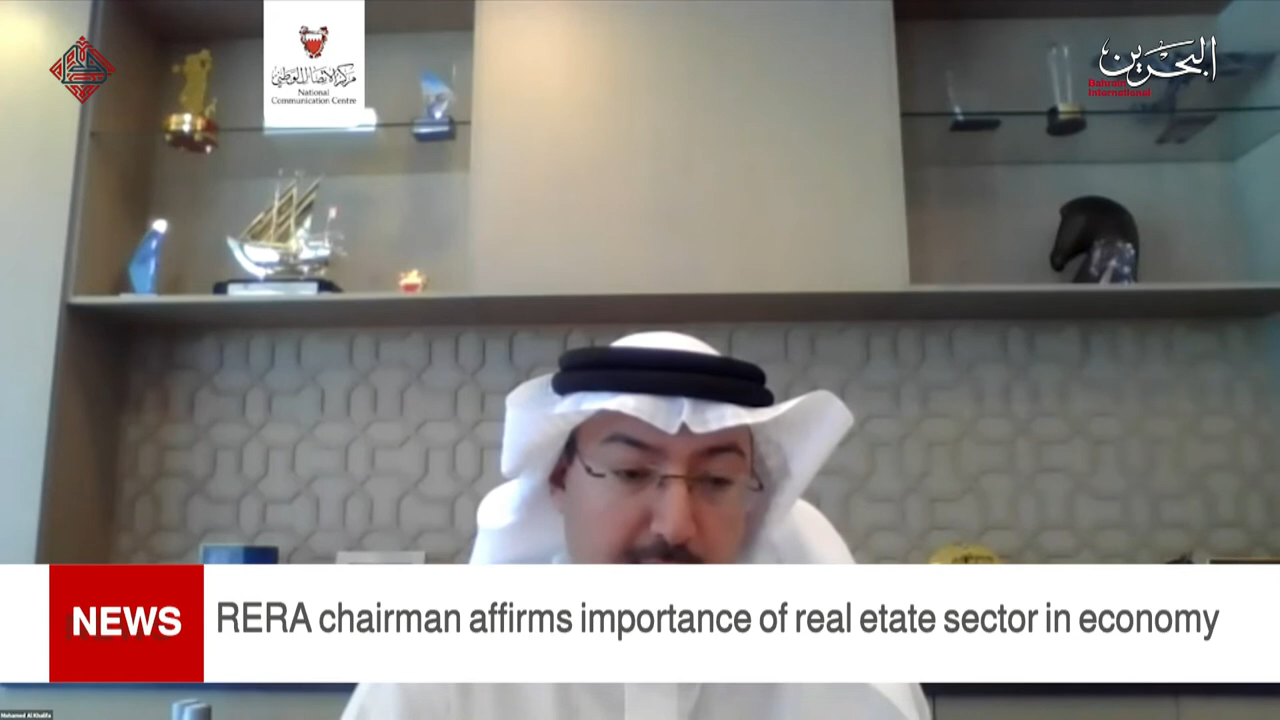 مركز الاتصال الوطني
National
Communication Centre
البحرين
Bahrain
International
NEWS
RERA chairman affirms importance of real etate sector in economy
Mohamed Al Khalifa